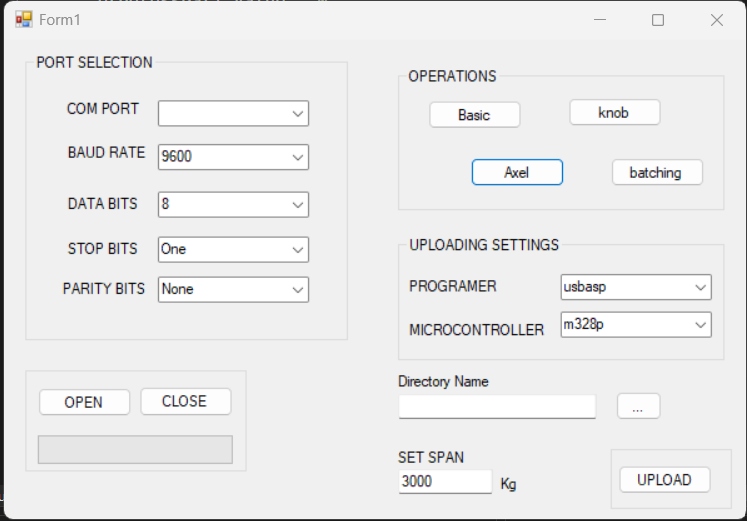 Form1
PORT SELECTION
COM PORT
BAUD RATE 9600
DATA BITS 8
STOP BITS One
PARITY BITS None
OPEN CLOSE
OPERATIONS
Basic knob
Axel batching
UPLOADING SETTINGS
PROGRAMER usbasp
MICROCONTROLLER m328p
Directory Name
...
SET SPAN
3000 Kg
UPLOAD